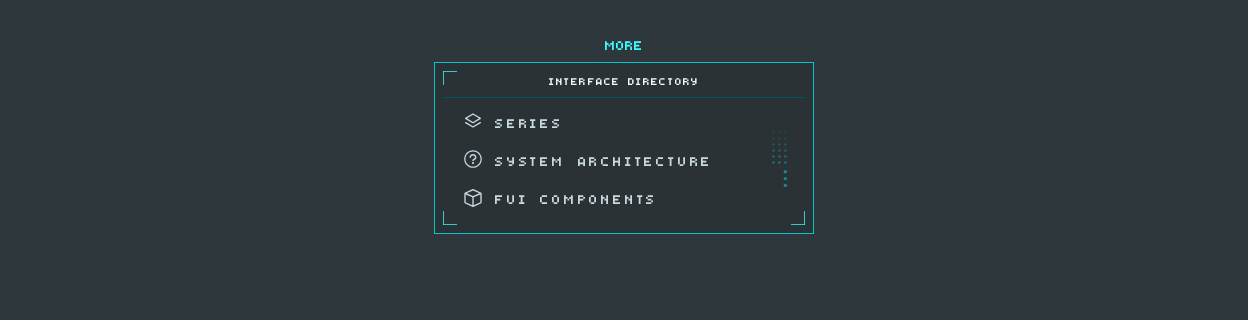 MORE
INTERFACE DIRECTORY
SERIES
SYSTEM ARCHITECTURE
FUI COMPONENTS